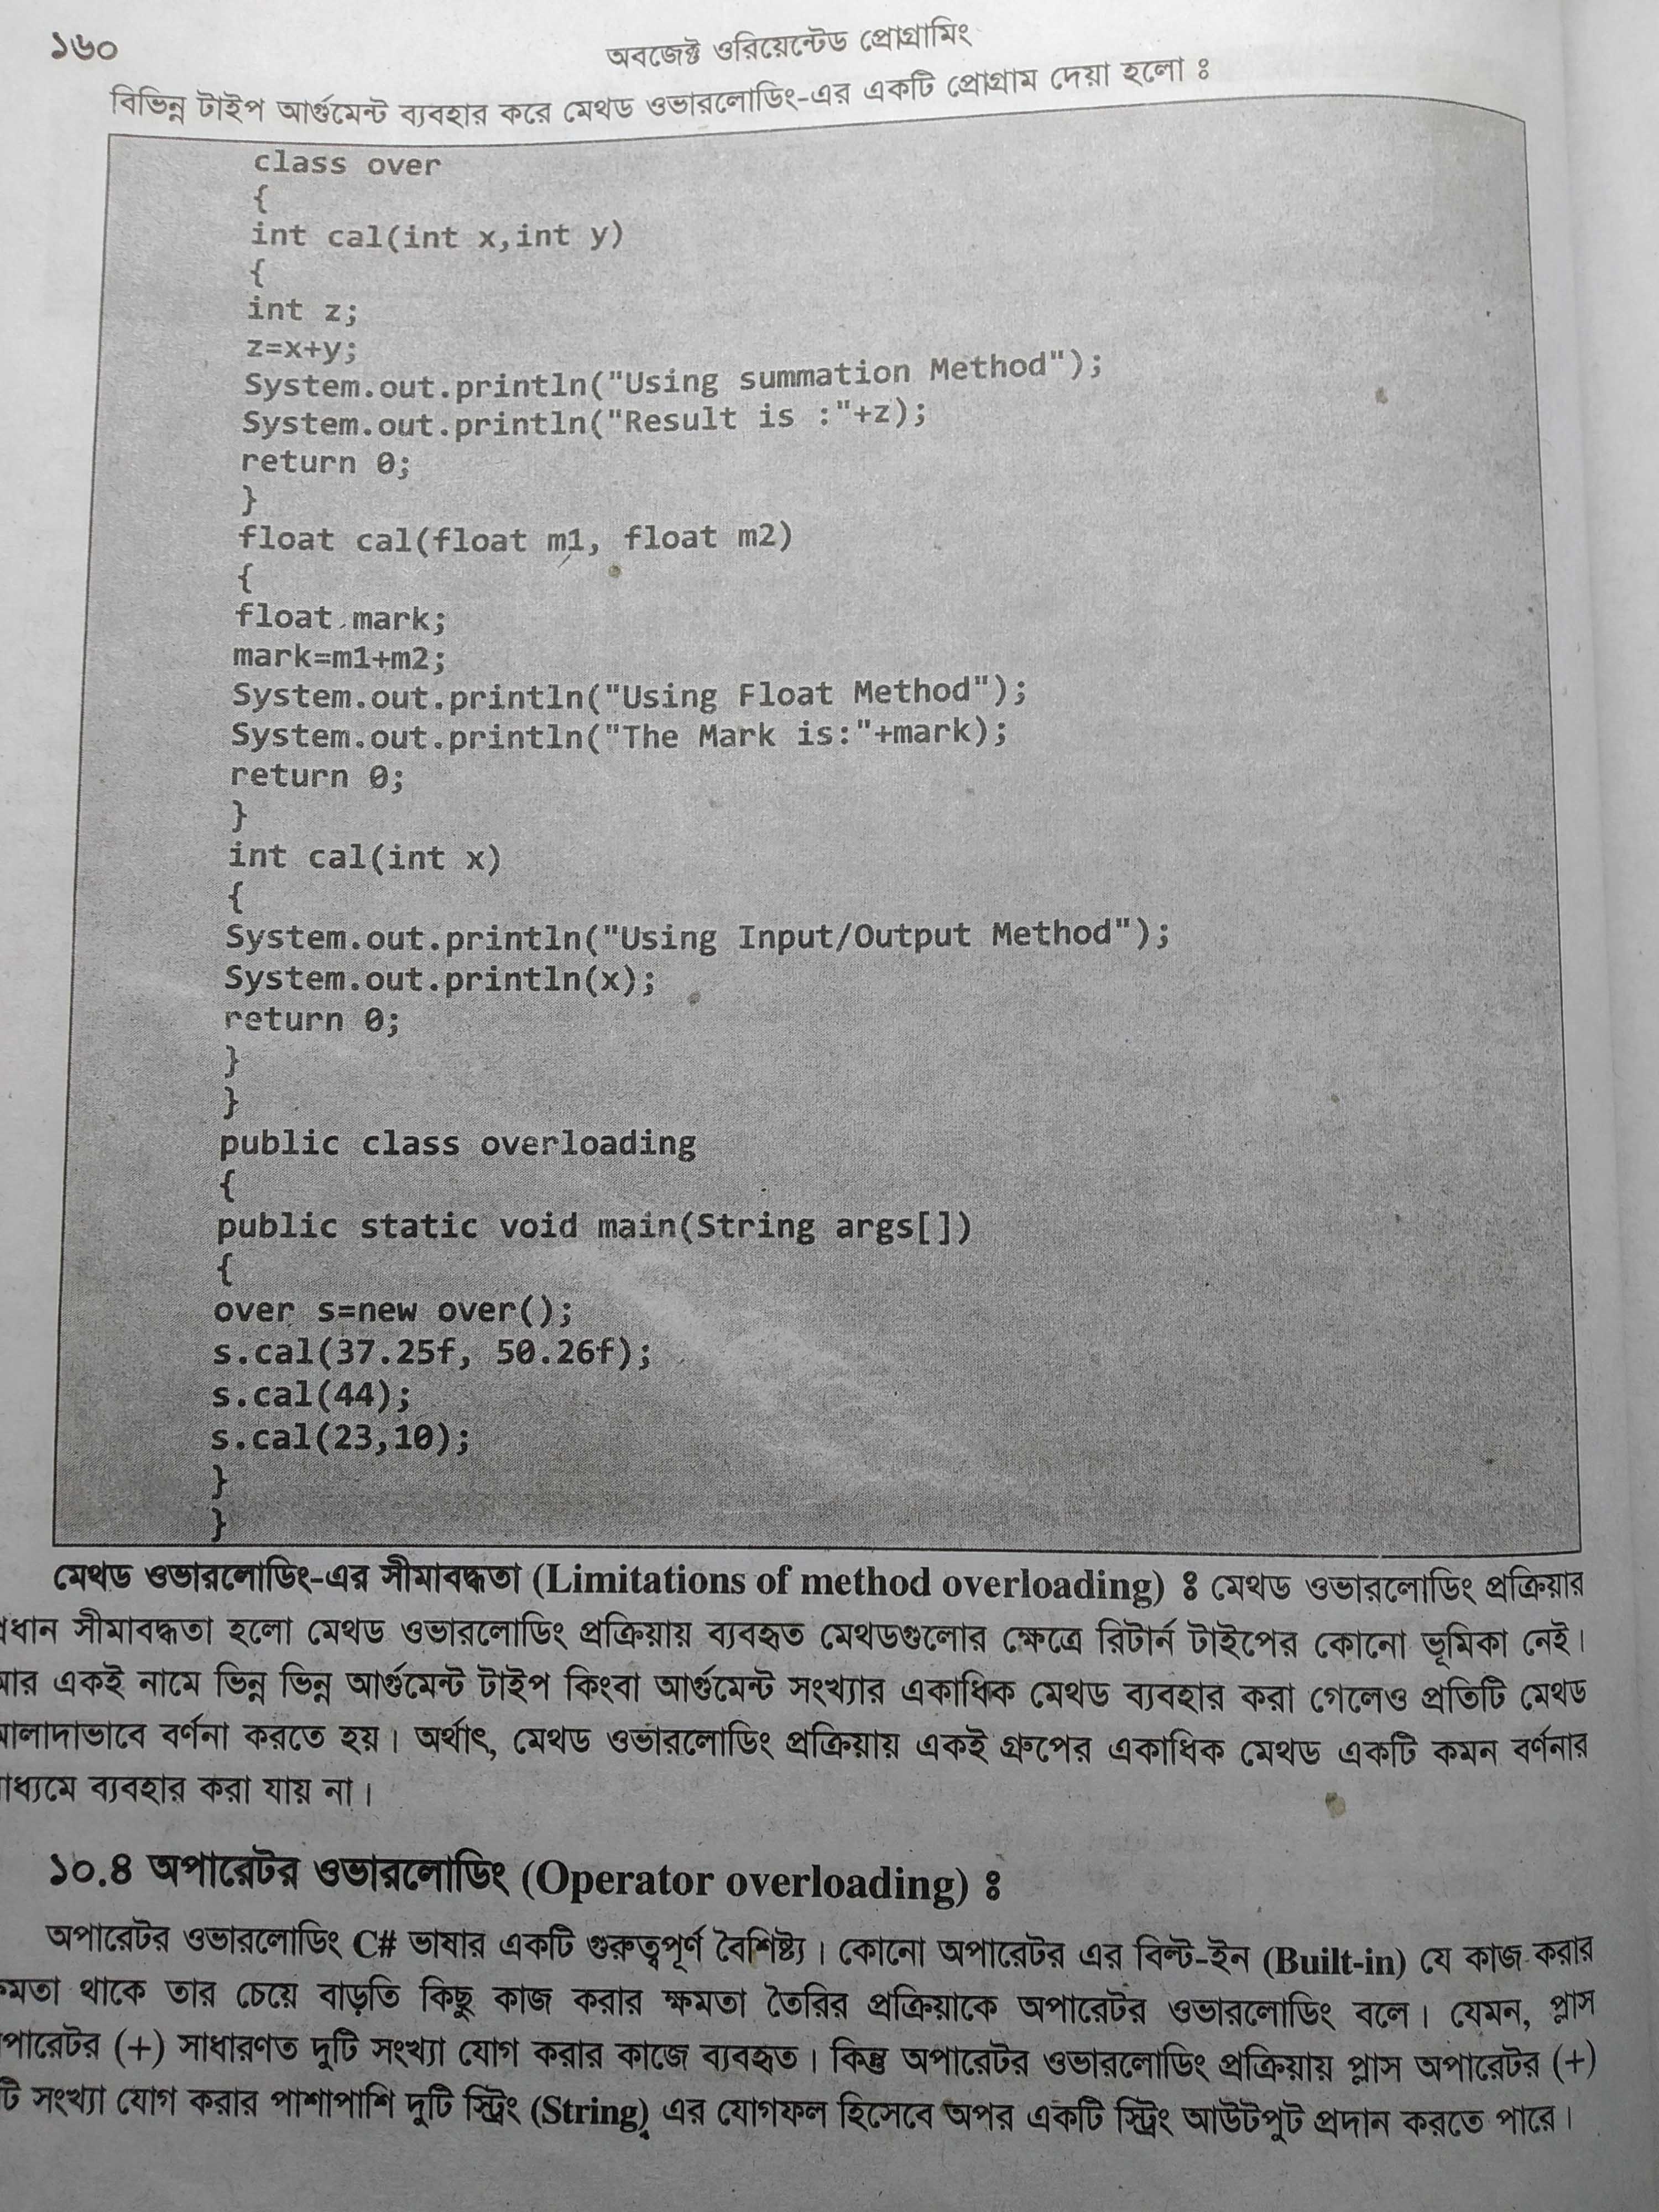 ১৬০
অবজেক্ট ওরিয়েন্টেড প্রোগ্রামিং
বিভিন্ন টাইপ আর্গুমেন্ট ব্যবহার করে মেথড ওভারলোডিং-এর একটি প্রোগ্রাম দেয়া হলো ঃ
class over
{
int cal(int x,int y)
{
int z;
z=x+y;
System.out.println("Using summation Method");
System.out.println("Result is :"+z);
return 0;
}
float cal(float m1, float m2)
{
float mark;
mark=m1+m2;
System.out.println("Using Float Method");
System.out.println("The Mark is:"+mark);
return 0;
}
int cal(int x)
{
System.out.println("Using Input/Output Method");
System.out.println(x);
return 0;
}
}
public class overloading
{
public static void main(String args[])
{
over s=new over();
s.cal(37.25f, 50.26f);
s.cal(44);
s.cal(23,10);
}
}
মেথড ওভারলোডিং-এর সীমাবদ্ধতা (Limitations of method overloading) ঃ মেথড ওভারলোডিং প্রক্রিয়ার
ধান সীমাবদ্ধতা হলো মেথড ওভারলোডিং প্রক্রিয়ায় ব্যবহৃত মেথডগুলোর ক্ষেত্রে রিটার্ন টাইপের কোনো ভূমিকা নেই।
আর একই নামে ভিন্ন ভিন্ন আর্গুমেন্ট টাইপ কিংবা আর্গুমেন্ট সংখ্যার একাধিক মেথড ব্যবহার করা গেলেও প্রতিটি মেথড
আলাদাভাবে বর্ণনা করতে হয়। অর্থাৎ, মেথড ওভারলোডিং প্রক্রিয়ায় একই গ্রুপের একাধিক মেথড একটি কমন বর্ণনার
াধ্যমে ব্যবহার করা যায় না।
১০.৪ অপারেটর ওভারলোডিং (Operator overloading) ঃ
অপারেটর ওভারলোডিং C# ভাষার একটি গুরুত্বপূর্ণ বৈশিষ্ট্য। কোনো অপারেটর এর বিল্ট-ইন (Built-in) যে কাজ করার
মতা থাকে তার চেয়ে বাড়তি কিছু কাজ করার ক্ষমতা তৈরির প্রক্রিয়াকে অপারেটর ওভারলোডিং বলে। যেমন, প্লাস
পারেটর (+) সাধারণত দুটি সংখ্যা যোগ করার কাজে ব্যবহৃত। কিন্তু অপারেটর ওভারলোডিং প্রক্রিয়ায় প্লাস অপারেটর (+)
টি সংখ্যা যোগ করার পাশাপাশি দুটি স্ট্রিং (String) এর যোগফল হিসেবে অপর একটি স্ট্রিং আউটপুট প্রদান করতে পারে।